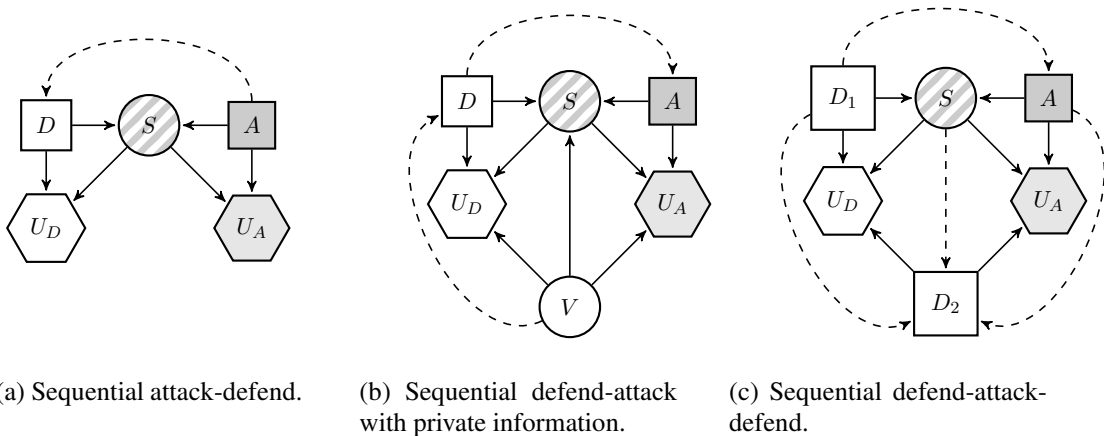 D
S
A
U_D
U_A
D
S
A
U_D
U_A
V
D_1
S
A
U_D
U_A
D_2
a) Sequential attack-defend.
(b) Sequential defend-attack
with private information.
(c) Sequential defend-attack-
defend.